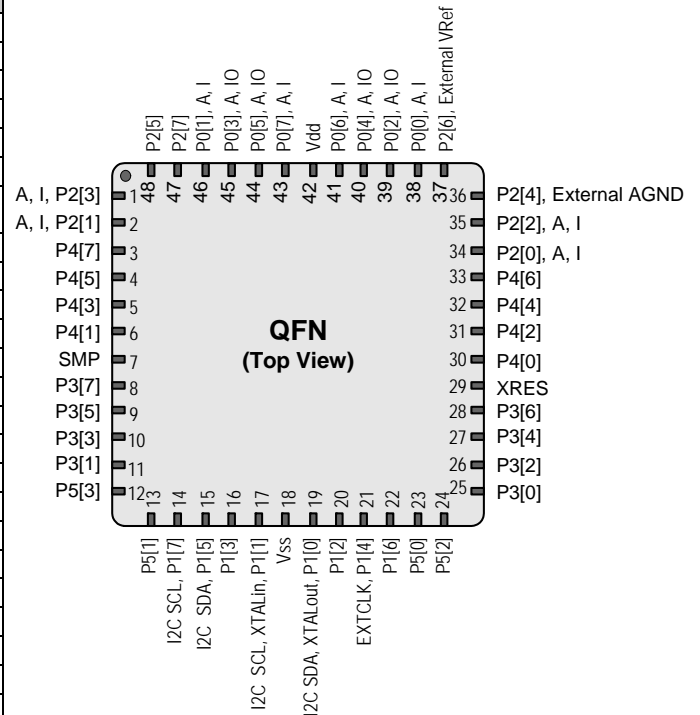 P2[5]
P2[7]
P0[1], A, I
P0[3], A, IO
P0[5], A, IO
P0[7], A, I
Vdd
P0[6], A, I
P0[4], A, IO
P0[2], A, IO
P0[0], A, I
P2[6], External VRef
48
47
46
45
44
43
42
41
40
39
38
37
A, I, P2[3] 1
A, I, P2[1] 2
P4[7] 3
P4[5] 4
P4[3] 5
P4[1] 6
SMP 7
P3[7] 8
P3[5] 9
P3[3] 10
P3[1] 11
P5[3] 12
QFN
(Top View)
36 P2[4], External AGND
35 P2[2], A, I
34 P2[0], A, I
33 P4[6]
32 P4[4]
31 P4[2]
30 P4[0]
29 XRES
28 P3[6]
27 P3[4]
26 P3[2]
25 P3[0]
13
14
15
16
17
18
19
20
21
22
23
24
P5[1]
I2C SCL, P1[7]
I2C SDA, P1[5]
P1[3]
I2C SCL, XTALin, P1[1]
Vss
I2C SDA, XTALout, P1[0]
P1[2]
EXTCLK, P1[4]
P1[6]
P5[0]
P5[2]